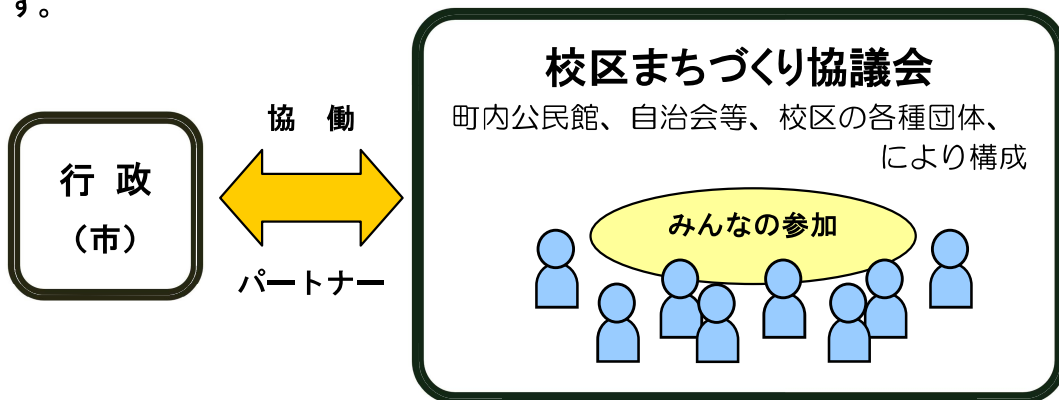 す。
校区まちづくり協議会
町内公民館、自治会等、校区の各種団体、
により構成
協 働
行 政
（市）
パートナー
みんなの参加